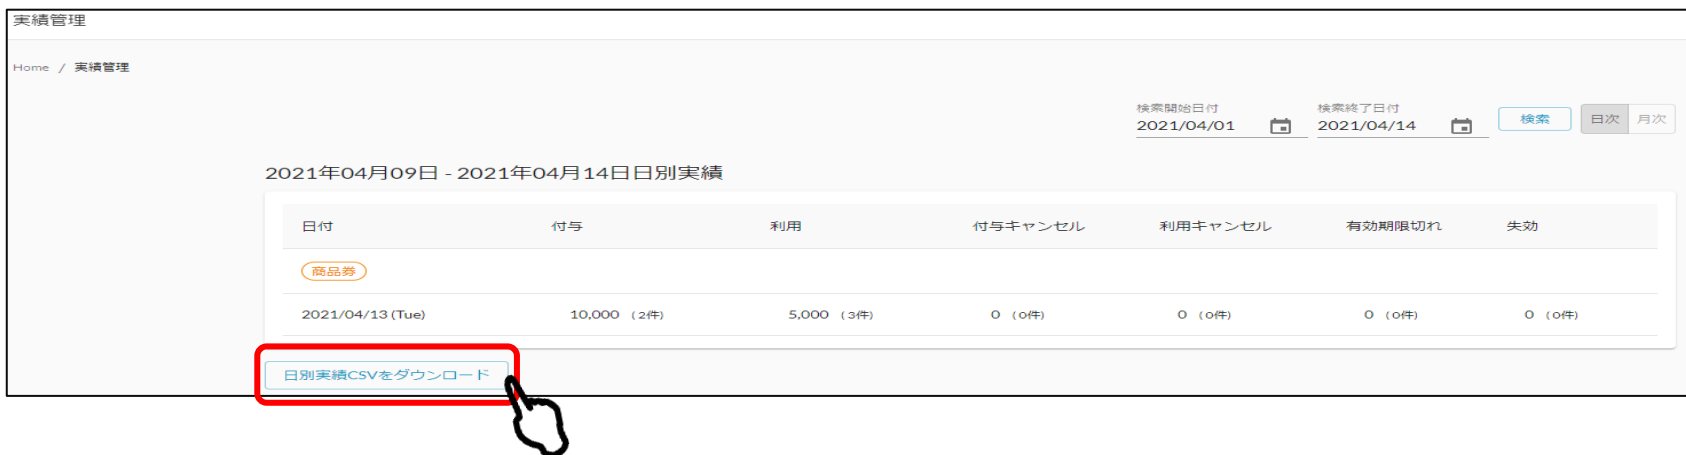 実績管理
Home / 実績管理
検索開始日付 検索終了日付
2021/04/01 2021/04/14 検索 日次 月次
2021年04月09日 - 2021年04月14日日別実績
日付 付与 利用 付与キャンセル 利用キャンセル 有効期限切れ 失効
商品券
2021/04/13 (Tue) 10,000 (2件) 5,000 (3件) 0 (0件) 0 (0件) 0 (0件) 0 (0件)
日別実績CSVをダウンロード